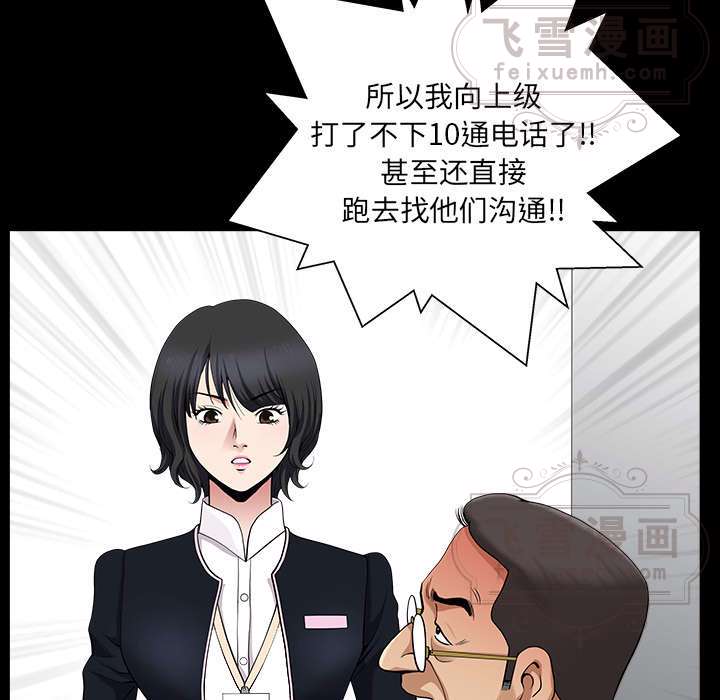 飞雪漫画
feixuemh.com
所以我向上级
打了不下10通电话了!!
甚至还直接
跑去找他们沟通!!
飞雪漫画
feixuemh.com